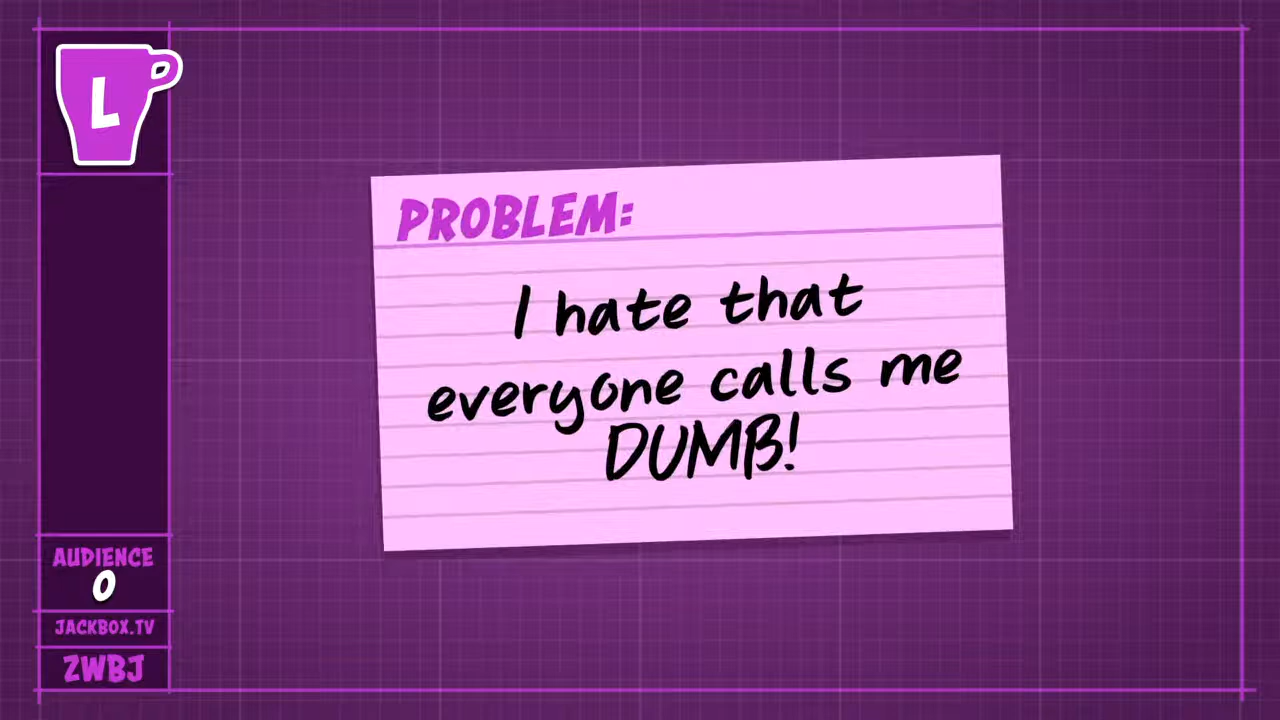 L
PROBLEM:
I hate that
everyone calls me
DUMB!
AUDIENCE
0
JACKBOX.TV
ZWBJ